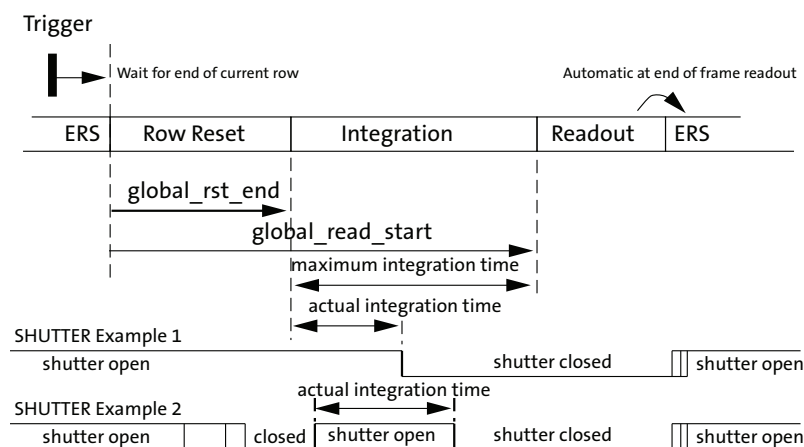 Trigger
Wait for end of current row
Automatic at end of frame readout
ERS Row Reset Integration Readout ERS
global_rst_end
global_read_start
maximum integration time
actual integration time
SHUTTER Example 1
shutter open shutter closed shutter open
actual integration time
SHUTTER Example 2
shutter open closed shutter open shutter closed shutter open